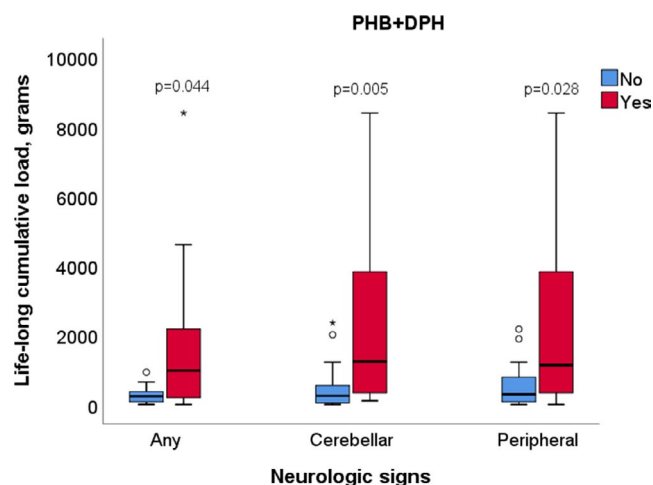 PHB+DPH
10000
8000
6000
4000
2000
0
Life-long cumulative load, grams
p=0.044
p=0.005
p=0.028
No
Yes
Any
Cerebellar
Peripheral
Neurologic signs